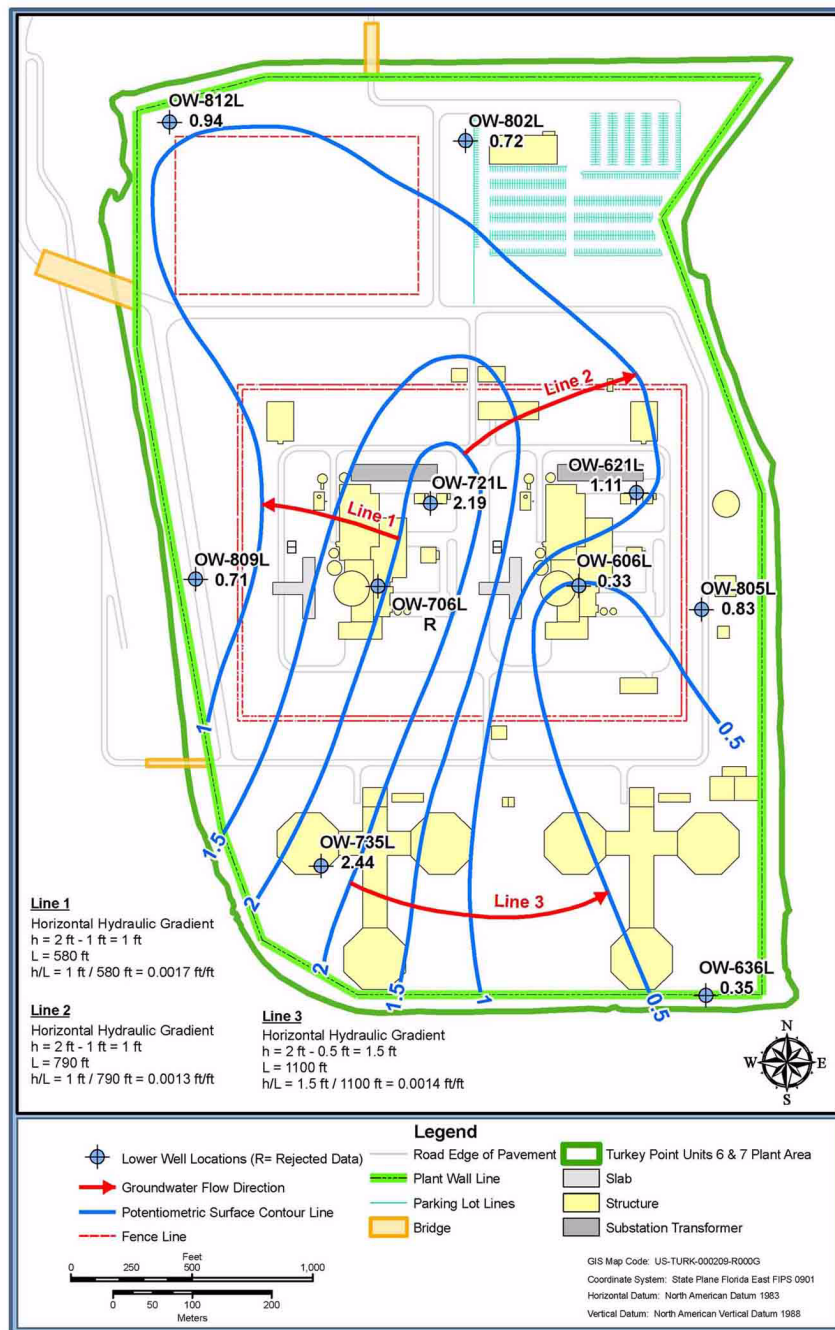 OW-812L
0.94
OW-802L
0.72
Line 2
OW-721L
2.19
OW-621L
1.11
Line 1
OW-809L
0.71
OW-706L
R
OW-606L
0.33
OW-805L
0.83
1
0.5
1.5
OW-735L
2.44
2
Line 3
2
1.5
1
0.5
OW-636L
0.35
Line 1
Horizontal Hydraulic Gradient
h = 2 ft - 1 ft = 1 ft
L = 580 ft
h/L = 1 ft / 580 ft = 0.0017 ft/ft
Line 2
Horizontal Hydraulic Gradient
h = 2 ft - 1 ft = 1 ft
L = 790 ft
h/L = 1 ft / 790 ft = 0.0013 ft/ft
Line 3
Horizontal Hydraulic Gradient
h = 2 ft - 0.5 ft = 1.5 ft
L = 1100 ft
h/L = 1.5 ft / 1100 ft = 0.0014 ft/ft
N
W E
S
Legend
Lower Well Locations (R= Rejected Data)
Groundwater Flow Direction
Potentiometric Surface Contour Line
Fence Line
Road Edge of Pavement
Plant Wall Line
Parking Lot Lines
Bridge
Turkey Point Units 6 & 7 Plant Area
Slab
Structure
Substation Transformer
Feet
0 250 500 1,000
0 50 100 200
Meters
GIS Map Code: US-TURK-000209-R000G
Coordinate System: State Plane Florida East FIPS 0901
Horizontal Datum: North American Datum 1983
Vertical Datum: North American Vertical Datum 1988